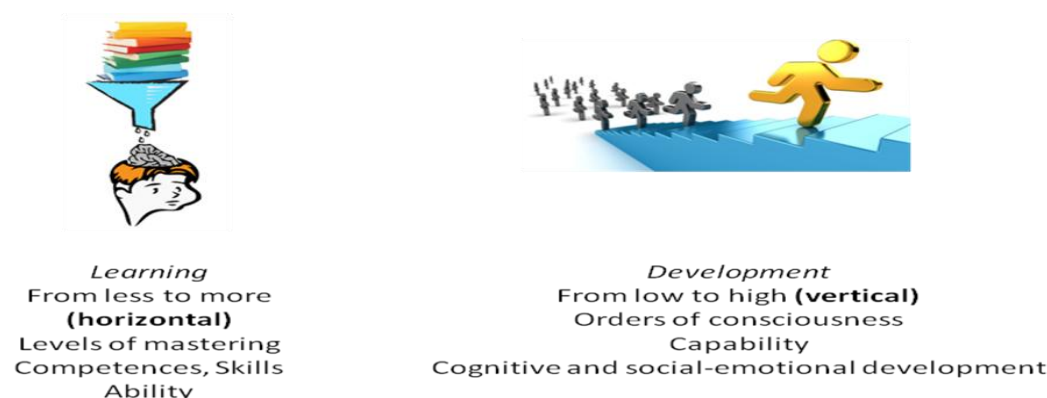 Learning
From less to more
(horizontal)
Levels of mastering
Competences, Skills
Ability
Development
From low to high (vertical)
Orders of consciousness
Capability
Cognitive and social-emotional development